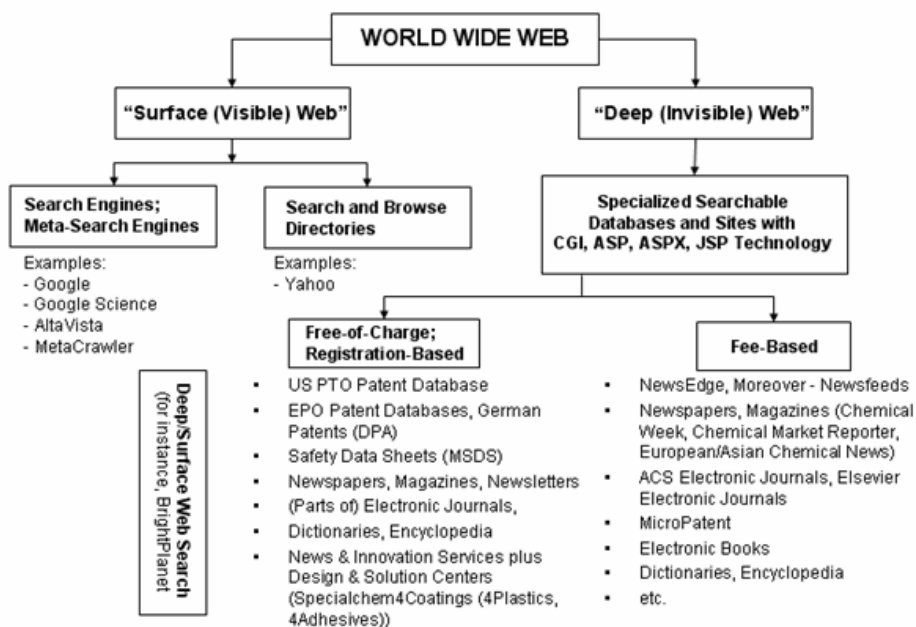 WORLD WIDE WEB
“Surface (Visible) Web”
“Deep (Invisible) Web”
Search Engines;
Meta-Search Engines
Examples:
- Google
- Google Science
- AltaVista
- MetaCrawler
Search and Browse
Directories
Examples:
- Yahoo
Specialized Searchable
Databases and Sites with
CGI, ASP, ASPX, JSP Technology
Deep/Surface Web Search
(for instance, BrightPlanet
Free-of-Charge;
Registration-Based
▪ US PTO Patent Database
▪ EPO Patent Databases, German
Patents (DPA)
▪ Safety Data Sheets (MSDS)
▪ Newspapers, Magazines, Newsletters
▪ (Parts of) Electronic Journals,
▪ Dictionaries, Encyclopedia
▪ News & Innovation Services plus
Design & Solution Centers
(Specialchem4Coatings (4Plastics,
4Adhesives))
Fee-Based
▪ NewsEdge, Moreover - Newsfeeds
▪ Newspapers, Magazines (Chemical
Week, Chemical Market Reporter,
European/Asian Chemical News)
▪ ACS Electronic Journals, Elsevier
Electronic Journals
▪ MicroPatent
▪ Electronic Books
▪ Dictionaries, Encyclopedia
▪ etc.